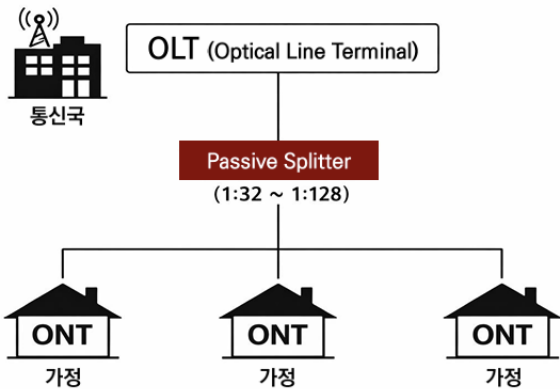 OLT (Optical Line Terminal)
통신국
Passive Splitter
(1:32 ~ 1:128)
ONT
ONT
ONT
가정
가정
가정